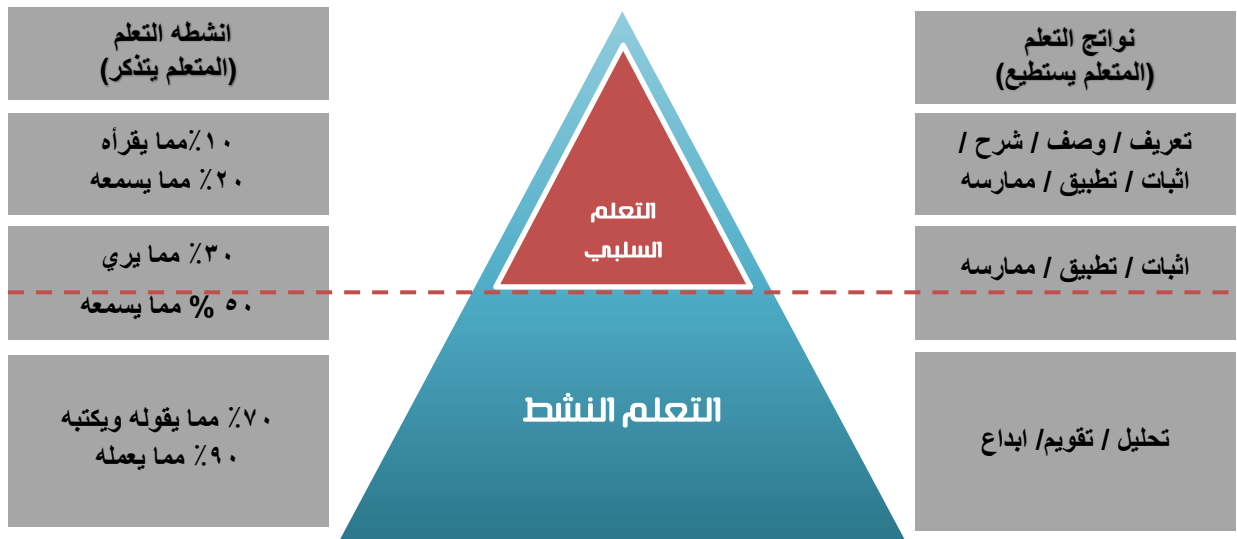 نواتج التعلم
(المتعلم يستطيع)
تعريف / وصف / شرح /
اثبات / تطبيق / ممارسه
اثبات / تطبيق / ممارسه
تحليل / تقويم/ ابداع
التعلم
السلبي
التعلم النشط
انشطه التعلم
(المتعلم يتذكر)
١٠٪مما يقرأه
٢٠٪ مما يسمعه
٣٠٪ مما يري
٥٠ % مما يسمعه
٧٠٪ مما يقوله ويكتبه
٩٠٪ مما يعمله